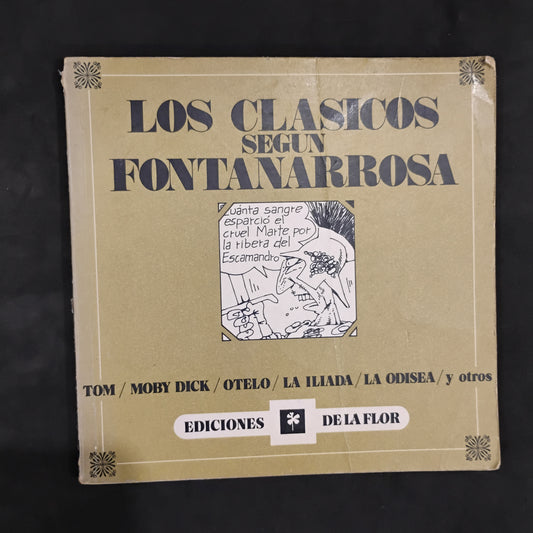 LOS CLASICOS
SEGUN
FONTANARROSA
cuánta sangre
esparció el
cruel Marte por
la ribera del
Escamandro
TOM / MOBY DICK / OTELO / LA ILIADA / LA ODISEA / y otros
EDICIONES DE LA FLOR